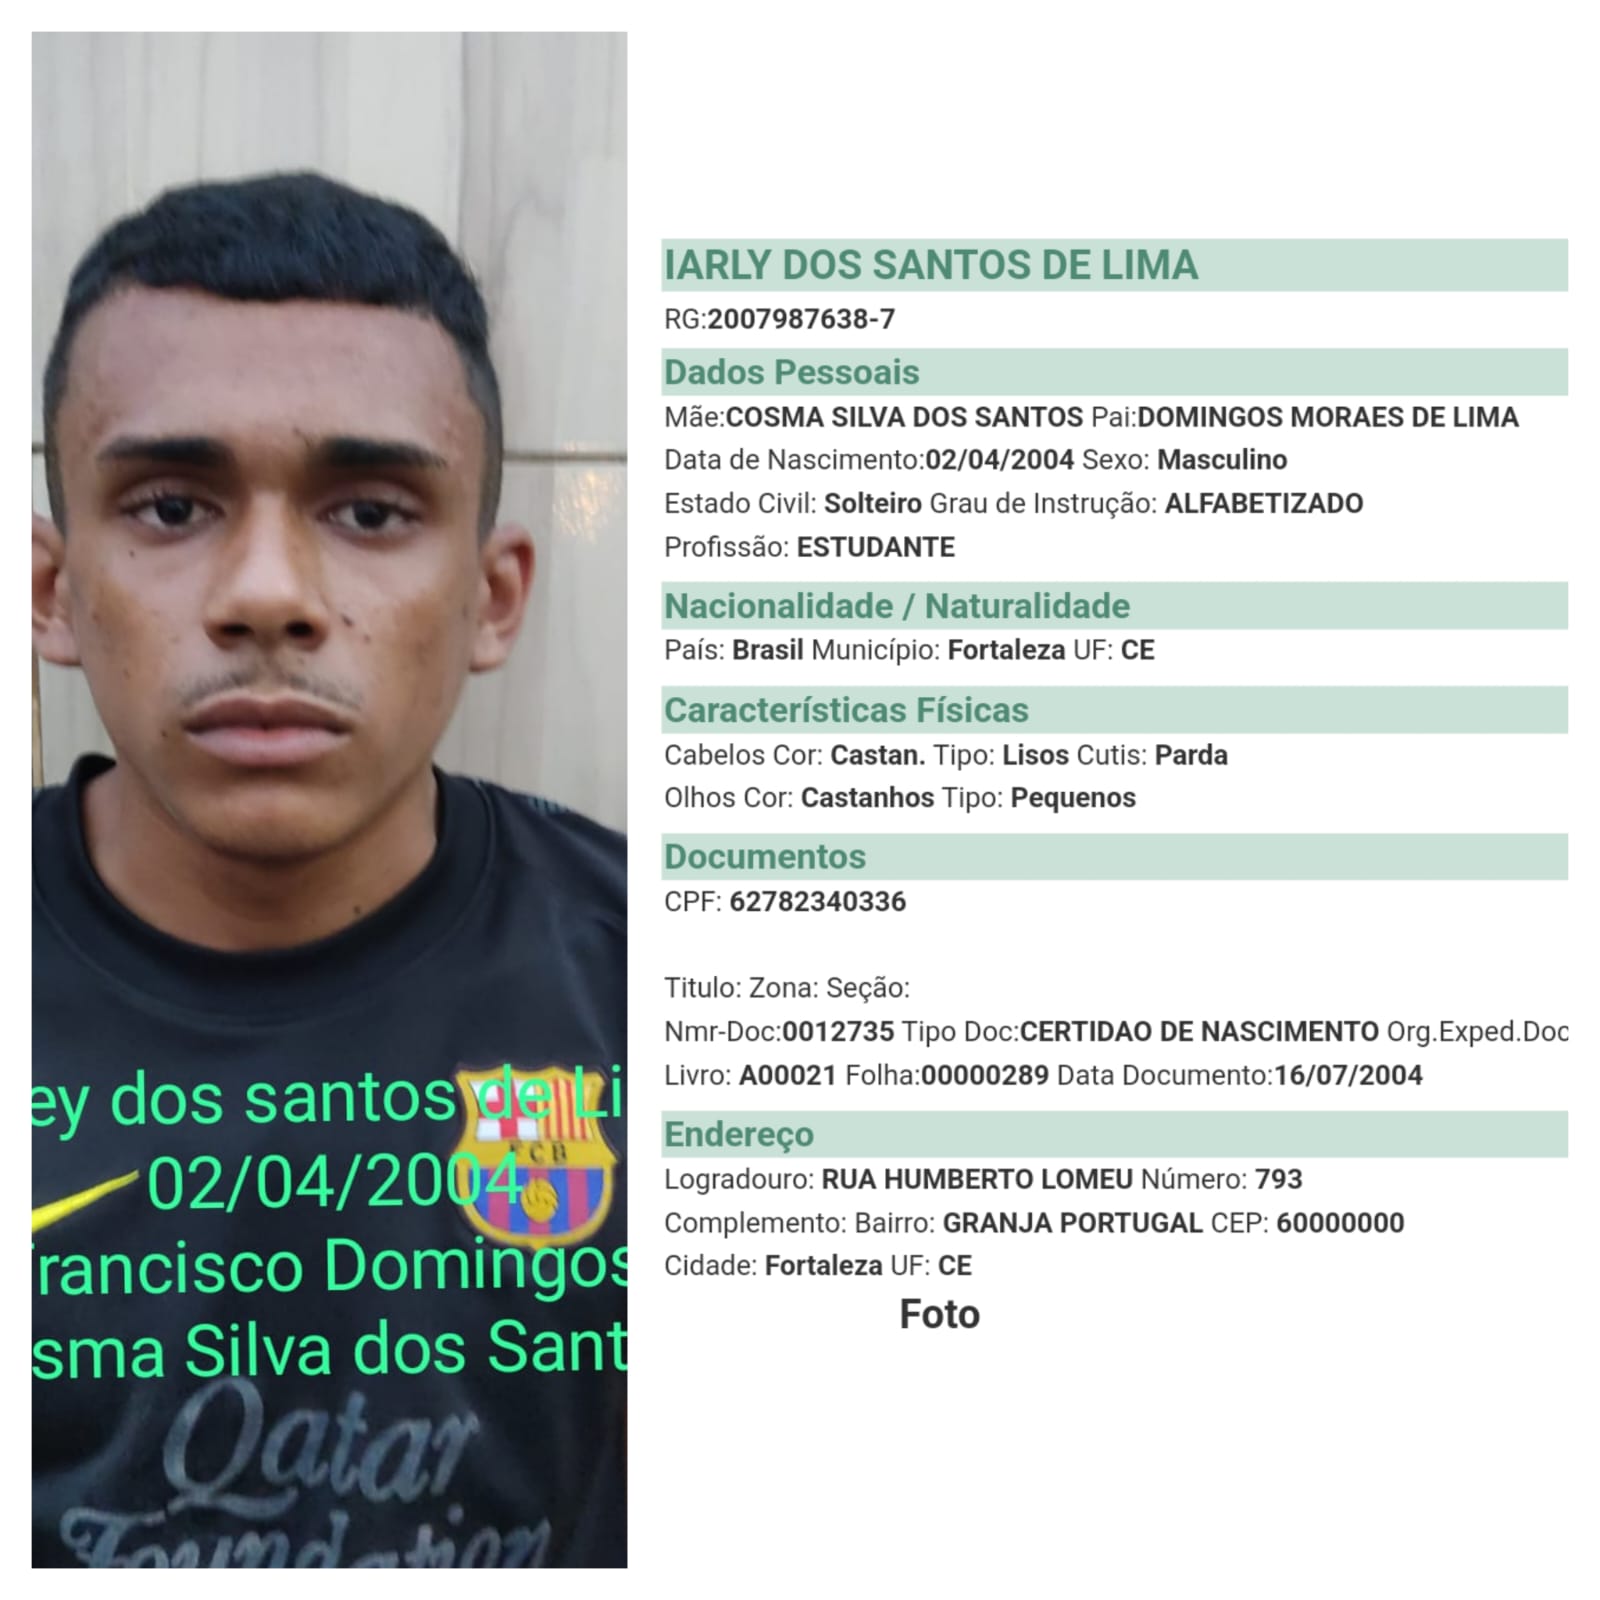 ey dos santos de Li
02/04/2004
rancisco Domingos
sma Silva dos Sant
FCB
Qatar
Foundation
IARLY DOS SANTOS DE LIMA
RG:2007987638-7
Dados Pessoais
Mãe:COSMA SILVA DOS SANTOS Pai:DOMINGOS MORAES DE LIMA
Data de Nascimento:02/04/2004 Sexo: Masculino
Estado Civil: Solteiro Grau de Instrução: ALFABETIZADO
Profissão: ESTUDANTE
Nacionalidade / Naturalidade
País: Brasil Município: Fortaleza UF: CE
Características Físicas
Cabelos Cor: Castan. Tipo: Lisos Cutis: Parda
Olhos Cor: Castanhos Tipo: Pequenos
Documentos
CPF: 62782340336
Titulo: Zona: Seção:
Nmr-Doc:0012735 Tipo Doc:CERTIDAO DE NASCIMENTO Org.Exped.Doc
Livro: A00021 Folha:00000289 Data Documento:16/07/2004
Endereço
Logradouro: RUA HUMBERTO LOMEU Número: 793
Complemento: Bairro: GRANJA PORTUGAL CEP: 60000000
Cidade: Fortaleza UF: CE
Foto